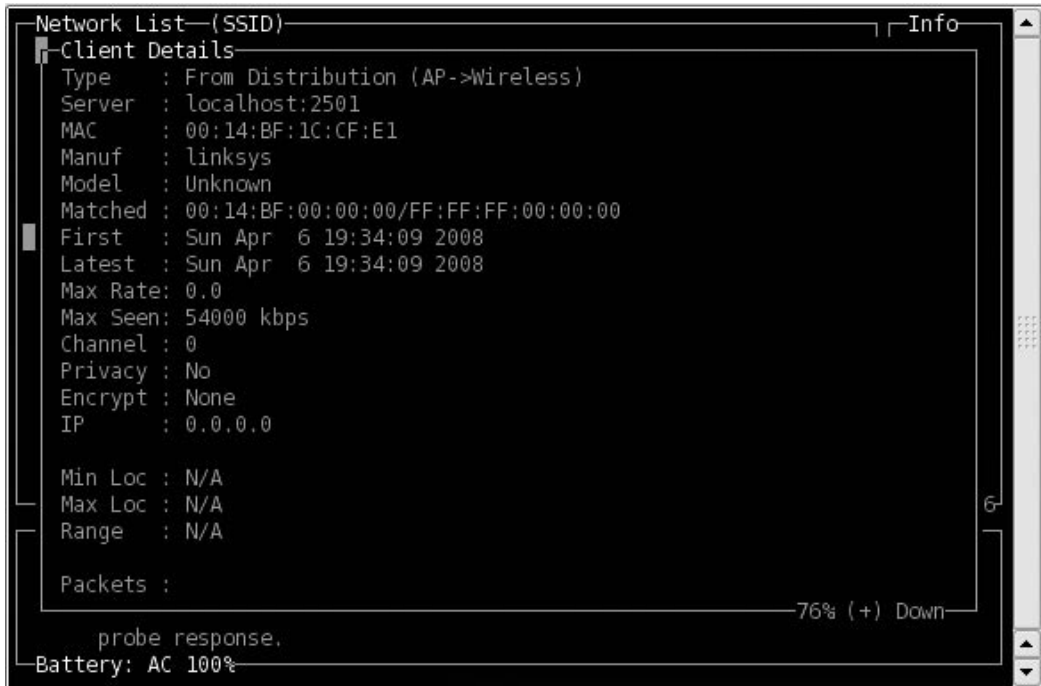 Network List—(SSID) Info
Client Details
Type : From Distribution (AP->Wireless)
Server : localhost:2501
MAC : 00:14:BF:1C:CF:E1
Manuf : linksys
Model : Unknown
Matched : 00:14:BF:00:00:00/FF:FF:FF:00:00:00
First : Sun Apr 6 19:34:09 2008
Latest : Sun Apr 6 19:34:09 2008
Max Rate: 0.0
Max Seen: 54000 kbps
Channel : 0
Privacy : No
Encrypt : None
IP : 0.0.0.0
Min Loc : N/A
Max Loc : N/A 6
Range : N/A
Packets :
76% (+) Down
probe response.
Battery: AC 100%